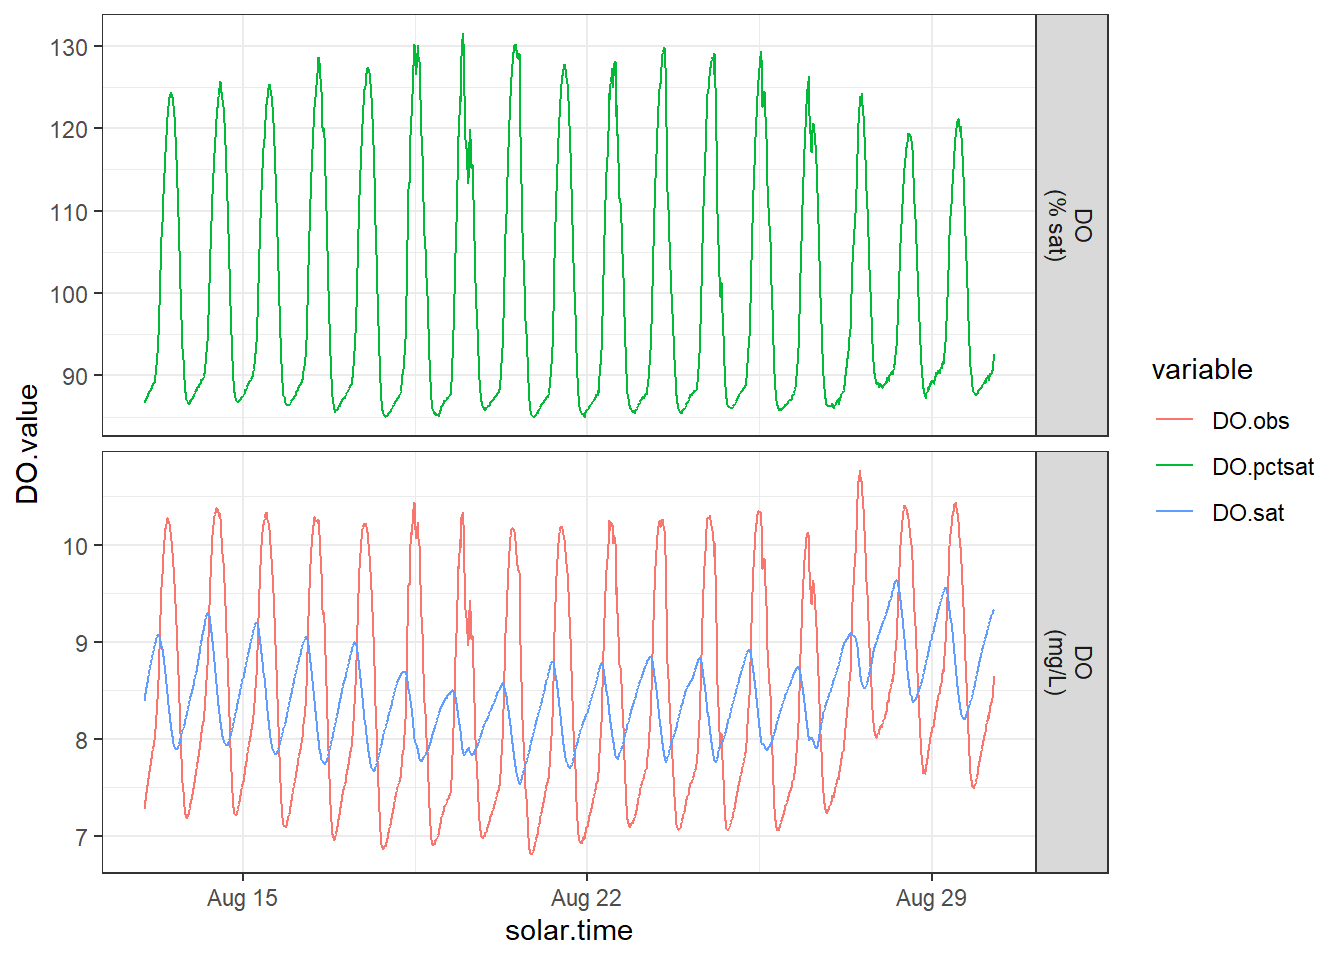 DO.value
130
120
110
100
90
DO
(% sat)
10
9
8
7
DO
(mg/L)
Aug 15
Aug 22
Aug 29
solar.time
variable
DO.obs
DO.pctsat
DO.sat